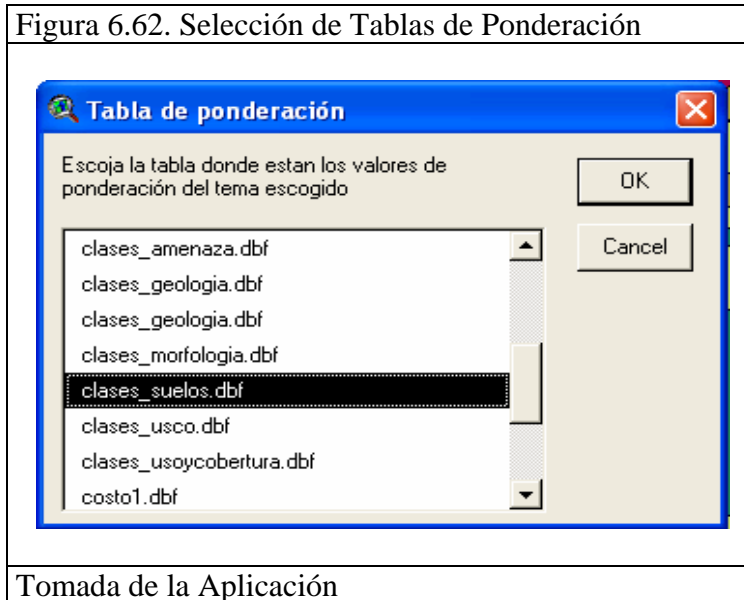 Figura 6.62. Selección de Tablas de Ponderación
Tabla de ponderación
Escoja la tabla donde estan los valores de
ponderación del tema escogido
OK
Cancel
clases_amenaza.dbf
clases_geologia.dbf
clases_geologia.dbf
clases_morfologia.dbf
clases_suelos.dbf
clases_usco.dbf
clases_usoycobertura.dbf
costo1.dbf
Tomada de la Aplicación